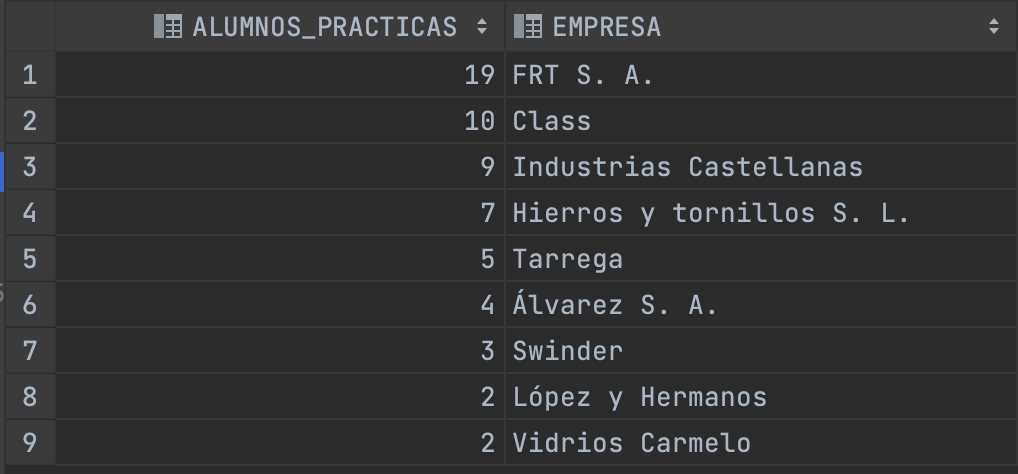 ALUMNOS_PRACTICAS EMPRESA
1 19 FRT S. A.
2 10 Class
3 9 Industrias Castellanas
4 7 Hierros y tornillos S. L.
5 5 Tarrega
6 4 Álvarez S. A.
7 3 Swinder
8 2 López y Hermanos
9 2 Vidrios Carmelo